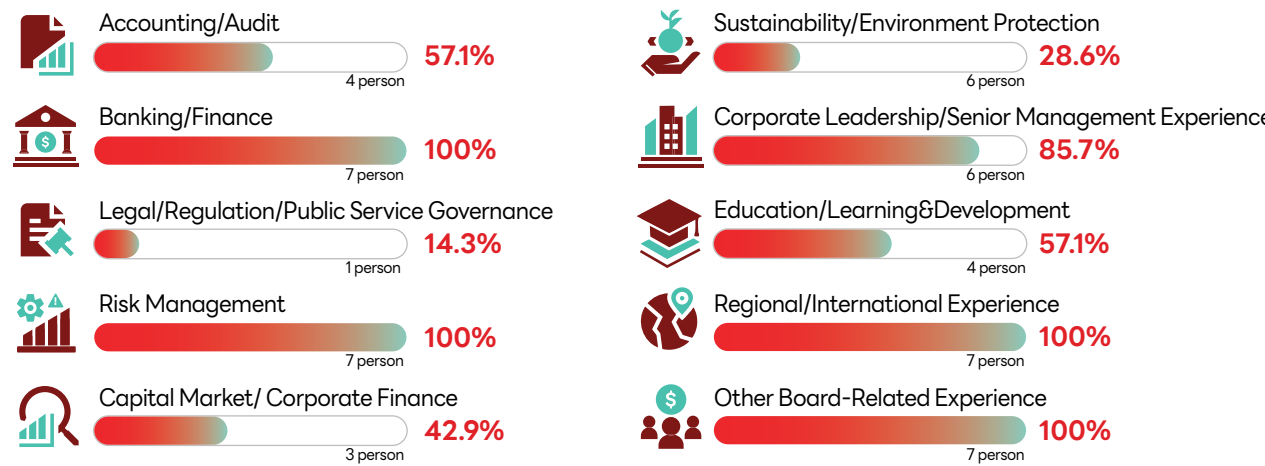 Accounting/Audit
57.1%
4 person
Banking/Finance
$
100%
7 person
Legal/Regulation/Public Service Governance
14.3%
1 person
Risk Management
!
100%
7 person
Capital Market/ Corporate Finance
42.9%
3 person
Sustainability/Environment Protection
28.6%
6 person
Corporate Leadership/Senior Management Experience
85.7%
6 person
Education/Learning&Development
57.1%
4 person
Regional/International Experience
100%
7 person
Other Board-Related Experience
$
100%
7 person